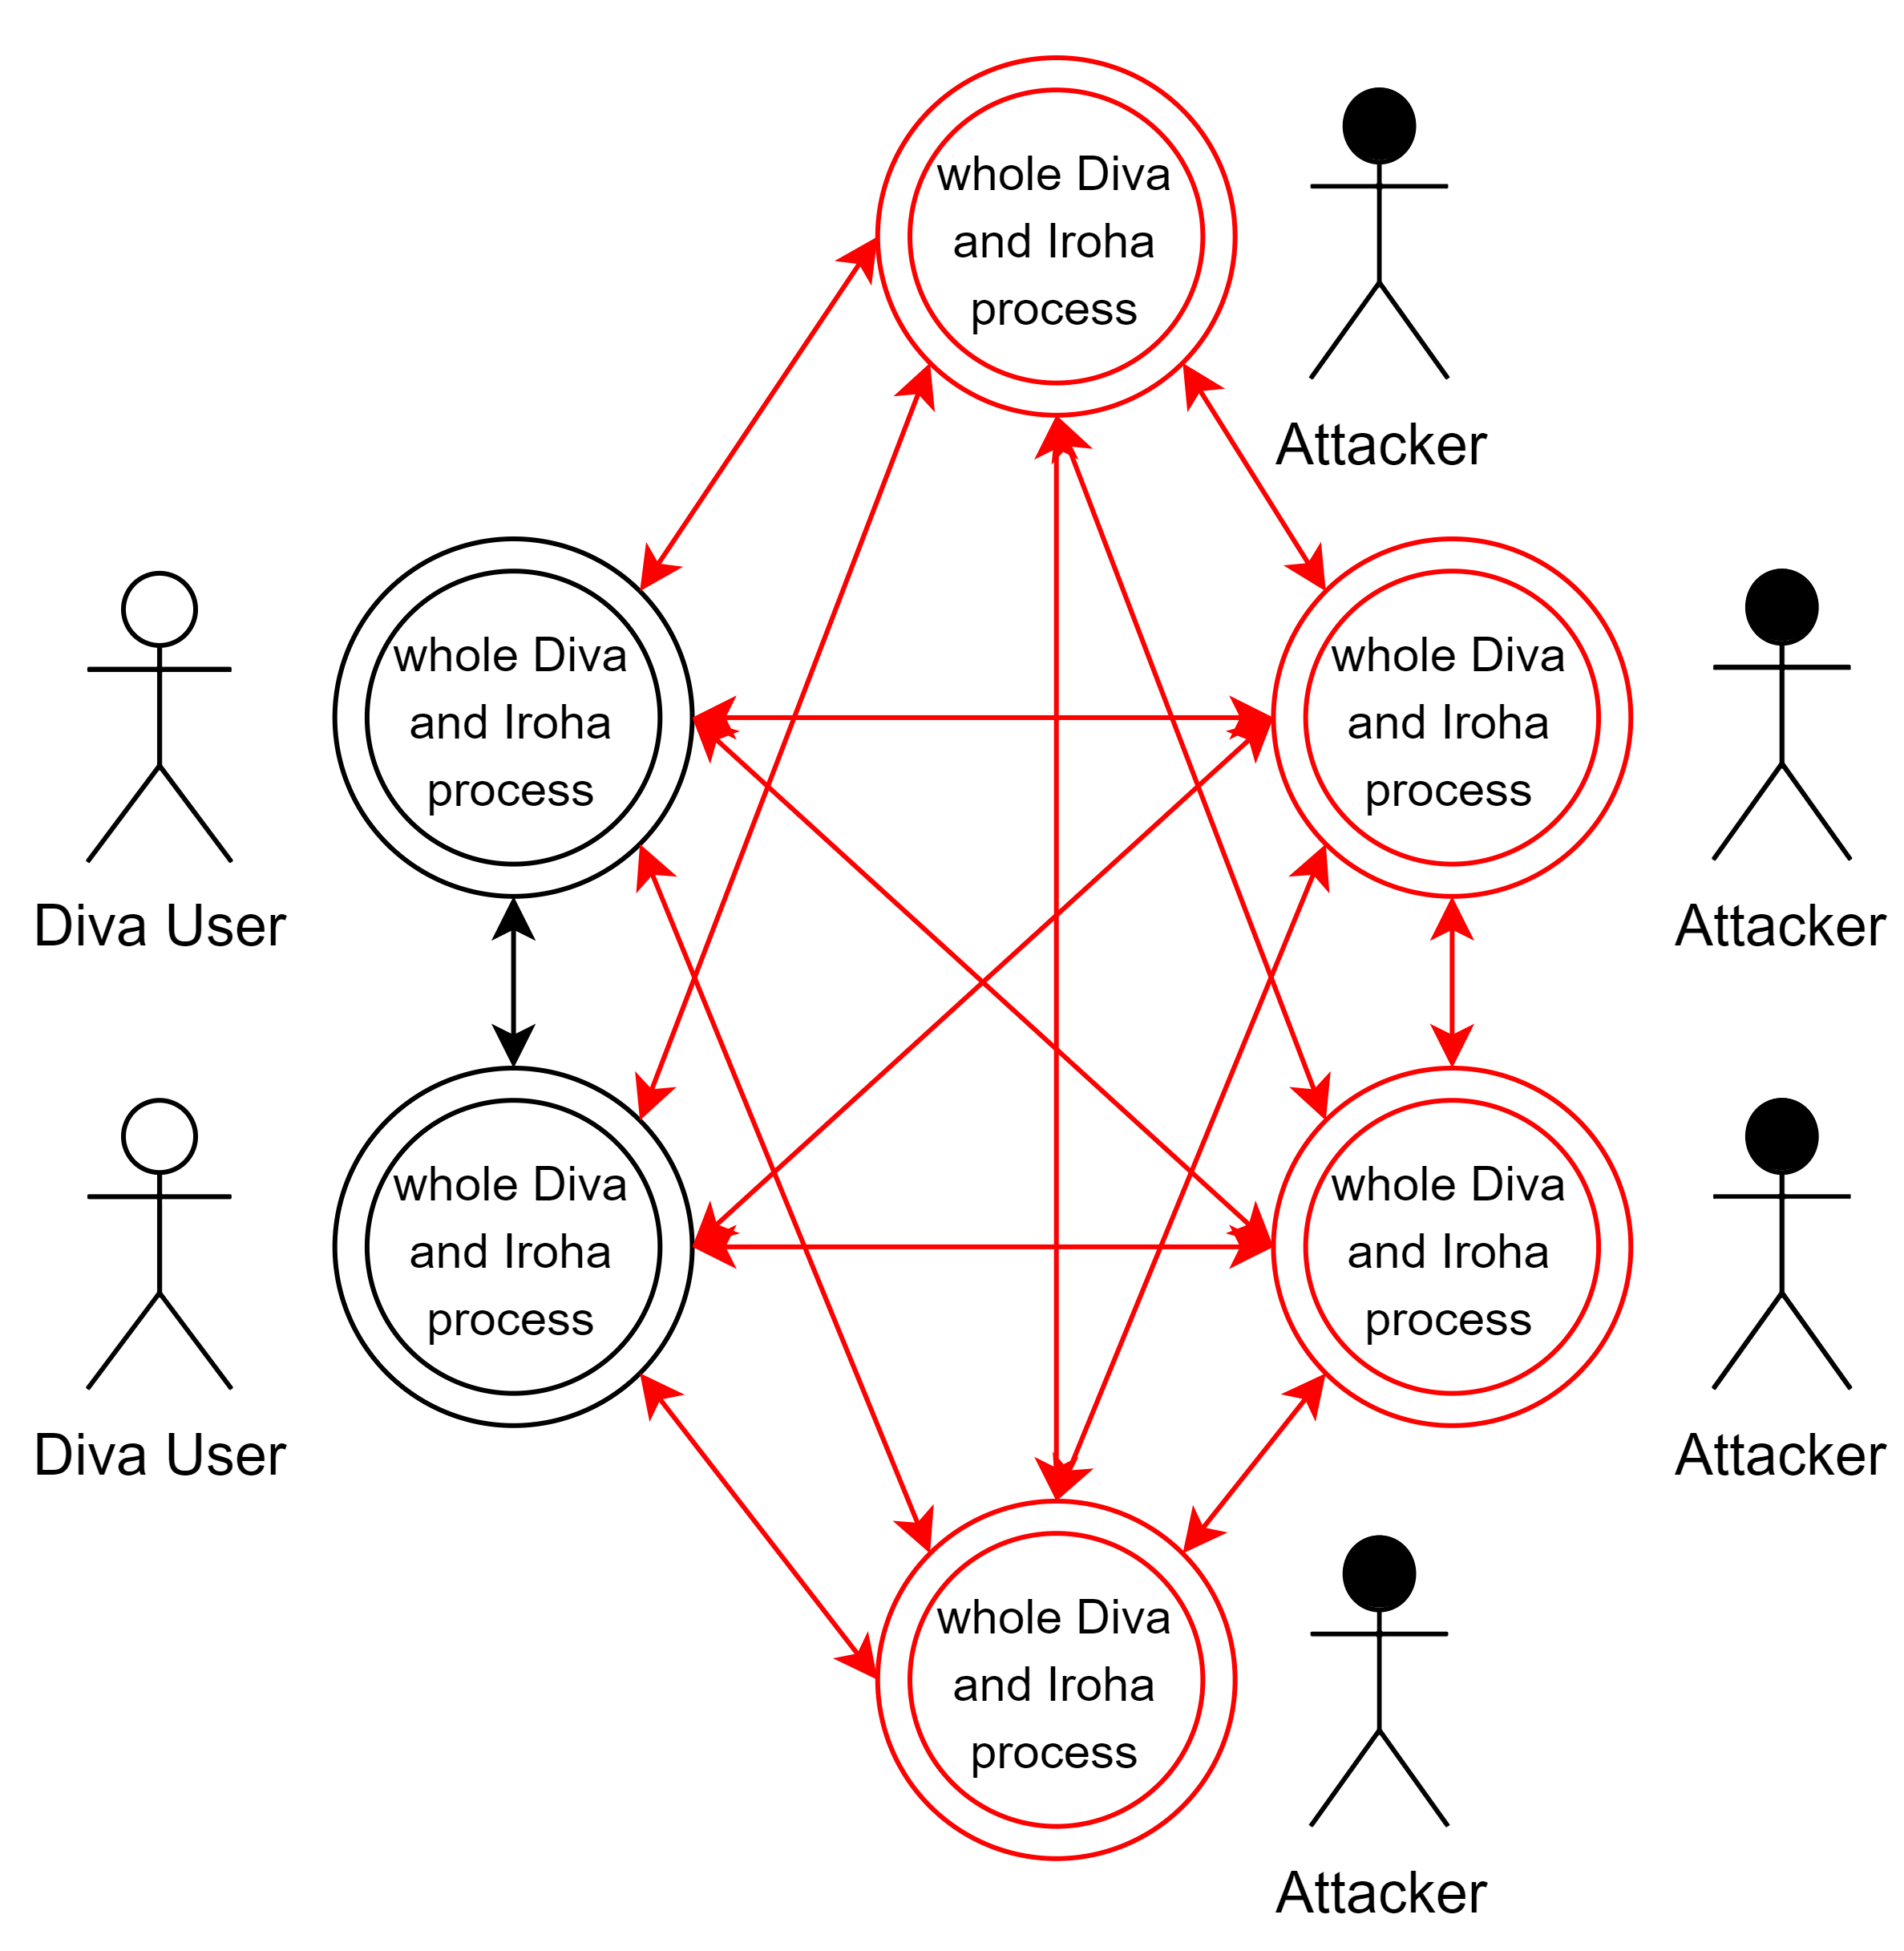 whole Diva
and Iroha
process
Attacker
whole Diva
and Iroha
process
Diva User
whole Diva
and Iroha
process
Attacker
whole Diva
and Iroha
process
Diva User
whole Diva
and Iroha
process
Attacker
whole Diva
and Iroha
process
Attacker